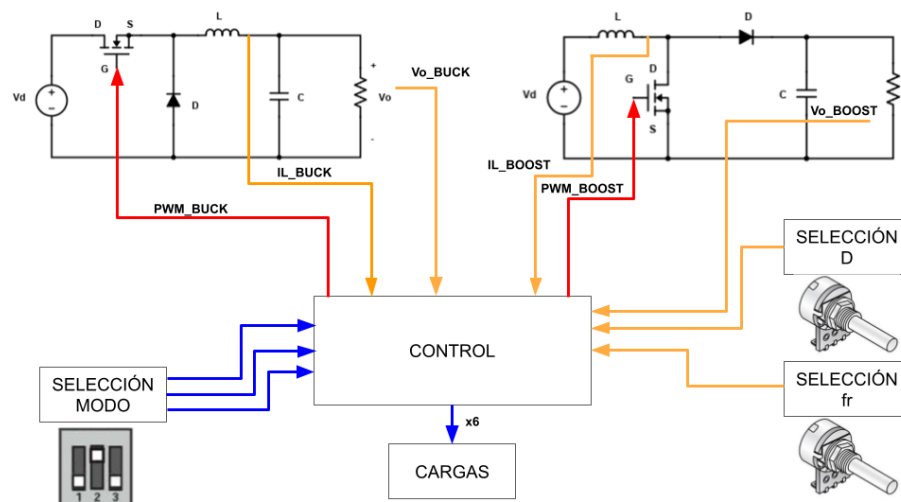 D
S
L
G
Vd
+
−
D
C
+
Vo
-
Vo_BUCK
IL_BUCK
PWM_BUCK
L
D
G
D
S
Vd
+
−
C
Vo_BOOST
IL_BOOST
PWM_BOOST
SELECCIÓN
D
CONTROL
SELECCIÓN
MODO
1 2 3
x6
CARGAS
SELECCIÓN
fr